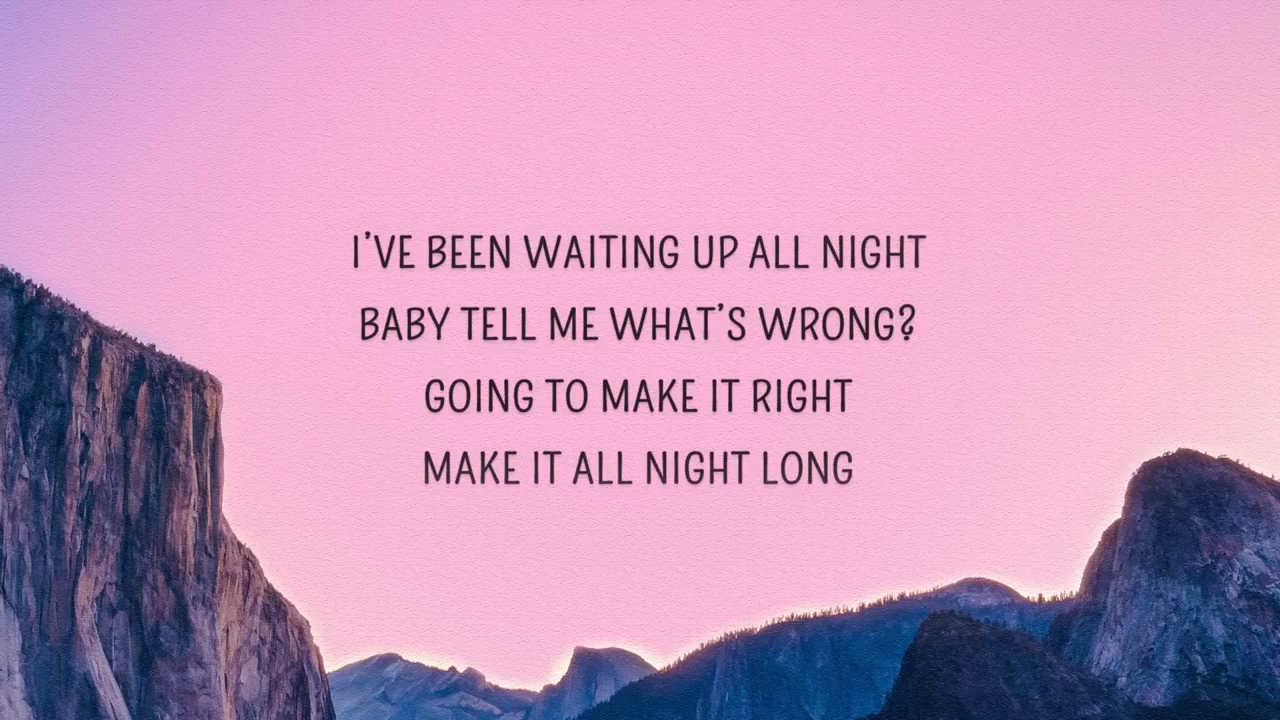 I'VE BEEN WAITING UP ALL NIGHT
BABY TELL ME WHAT'S WRONG?
GOING TO MAKE IT RIGHT
MAKE IT ALL NIGHT LONG